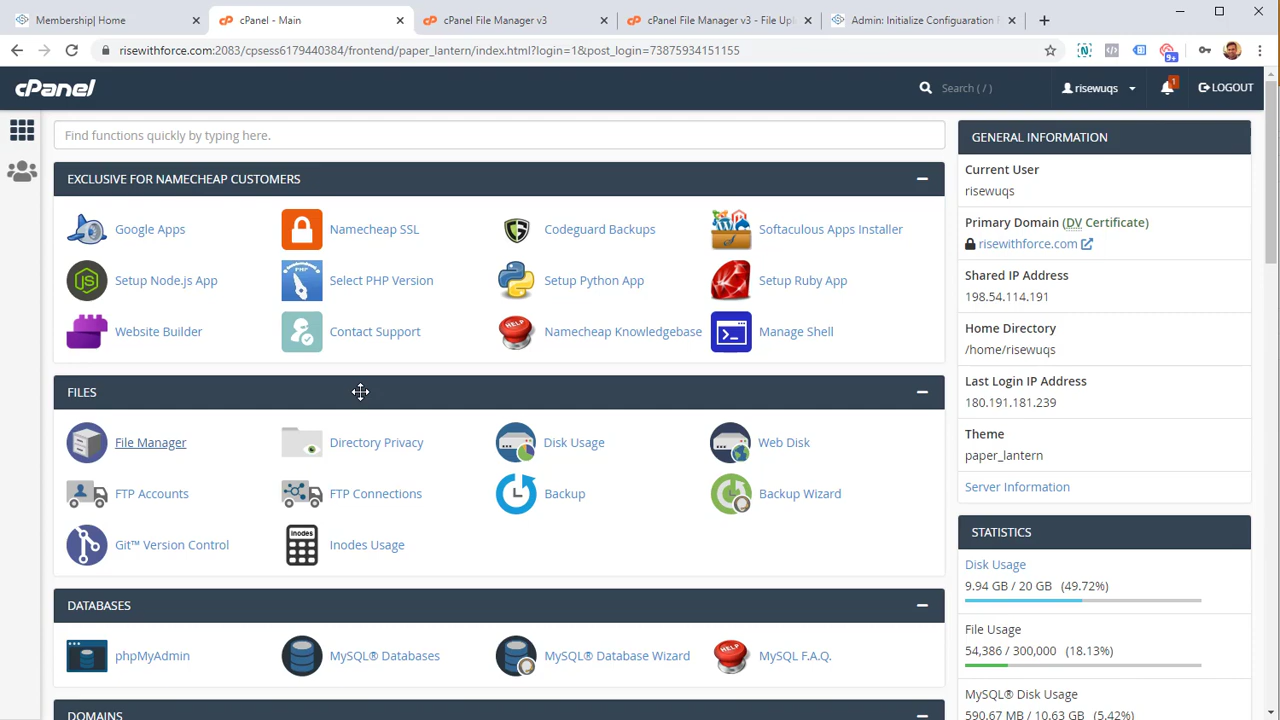 Membership| Home
cPanel - Main
cPanel File Manager v3
cPanel File Manager v3 - File Upl
Admin: Initialize Configuaration F
risewithforce.com:2083/cpsess6179440384/frontend/paper_lantern/index.html?login=1&post_login=73875934151155
9+
cPanel
Search ( / )
risewuqs
1
LOGOUT
Find functions quickly by typing here.
EXCLUSIVE FOR NAMECHEAP CUSTOMERS
Google Apps
Namecheap SSL
Codeguard Backups
Softaculous Apps Installer
Setup Node.js App
Select PHP Version
Setup Python App
Setup Ruby App
Website Builder
Contact Support
Namecheap Knowledgebase
Manage Shell
FILES
File Manager
Directory Privacy
Disk Usage
Web Disk
FTP Accounts
FTP Connections
Backup
Backup Wizard
Git™ Version Control
Inodes Usage
DATABASES
phpMyAdmin
MySQL® Databases
MySQL® Database Wizard
MySQL F.A.Q.
DOMAINS
GENERAL INFORMATION
Current User
risewuqs
Primary Domain (DV Certificate)
risewithforce.com
Shared IP Address
198.54.114.191
Home Directory
/home/risewuqs
Last Login IP Address
180.191.181.239
Theme
paper_lantern
Server Information
STATISTICS
Disk Usage
9.94 GB / 20 GB (49.72%)
File Usage
54,386 / 300,000 (18.13%)
MySQL® Disk Usage
590.67 MB / 10.63 GB (5.42%)